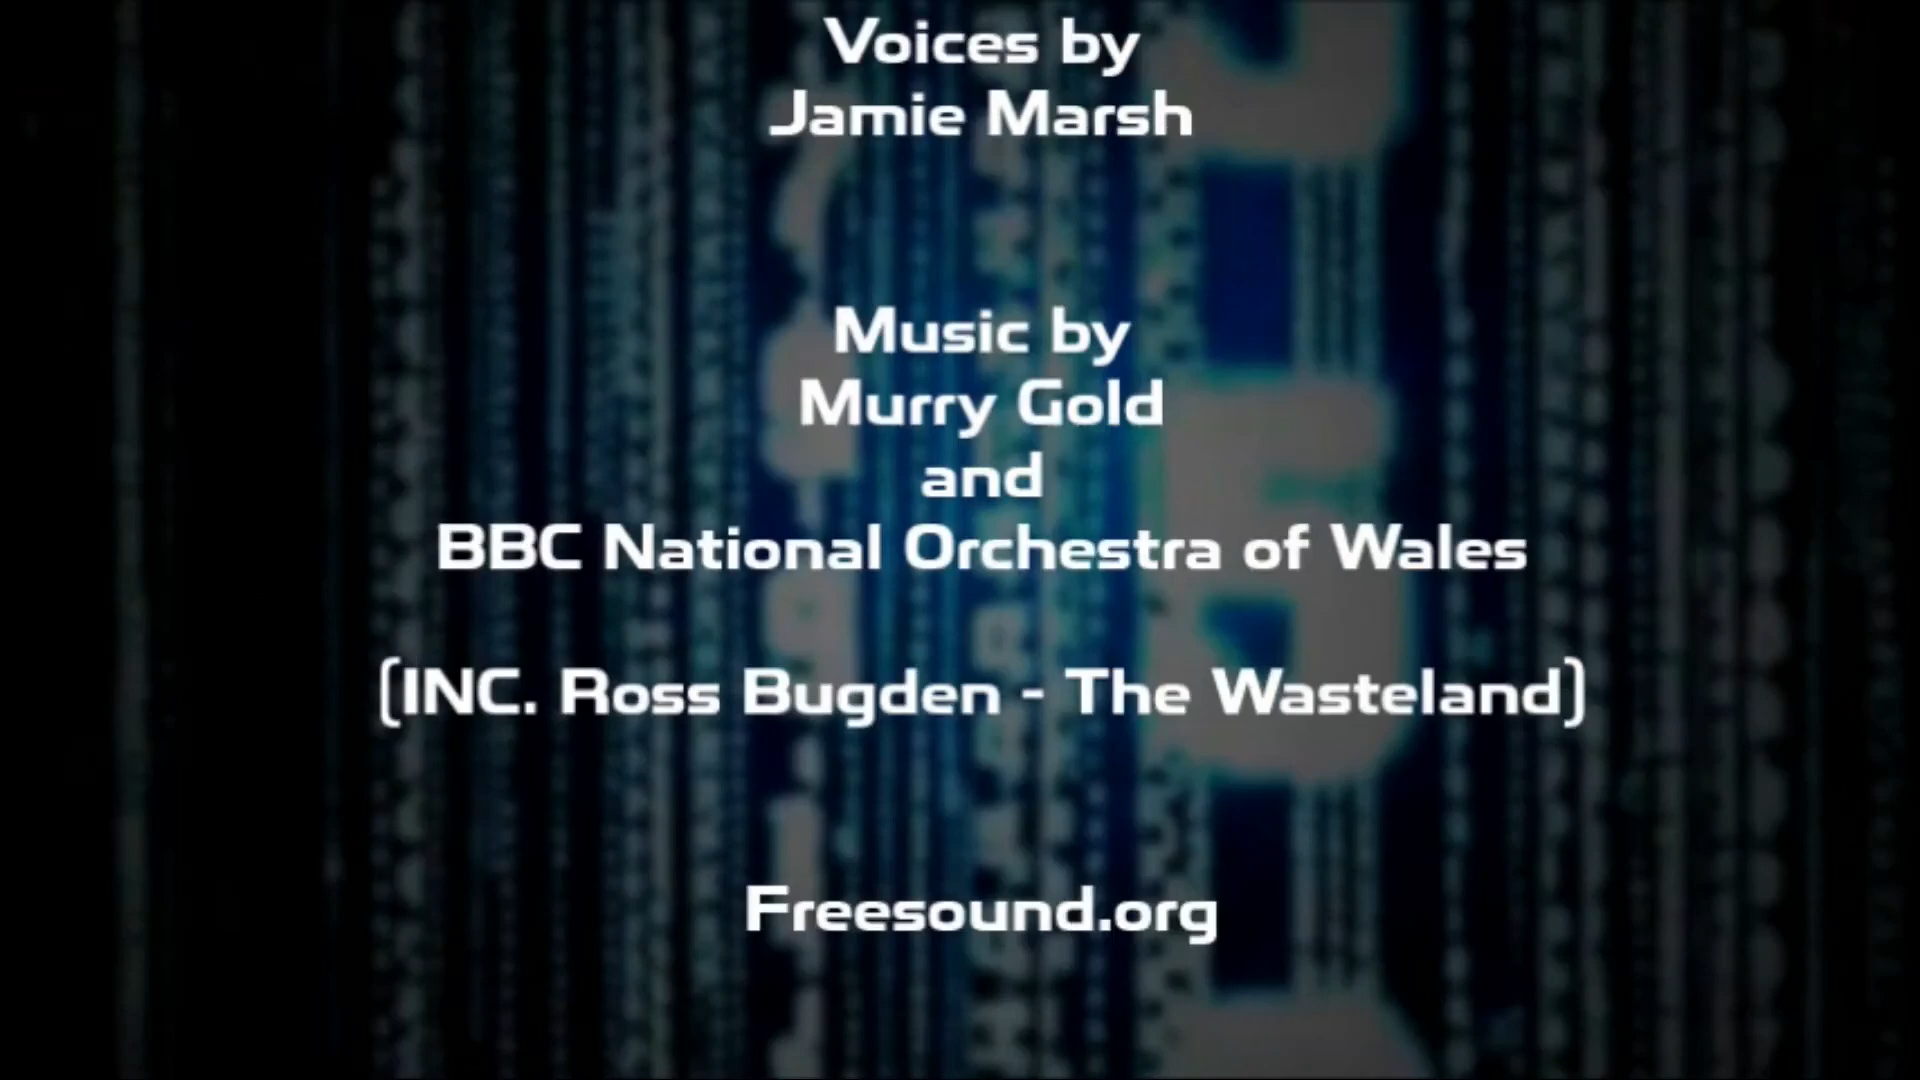 Voices by
Jamie Marsh
Music by
Murry Gold
and
BBC National Orchestra of Wales
(INC. Ross Bugden - The Wasteland)
Freesound.org